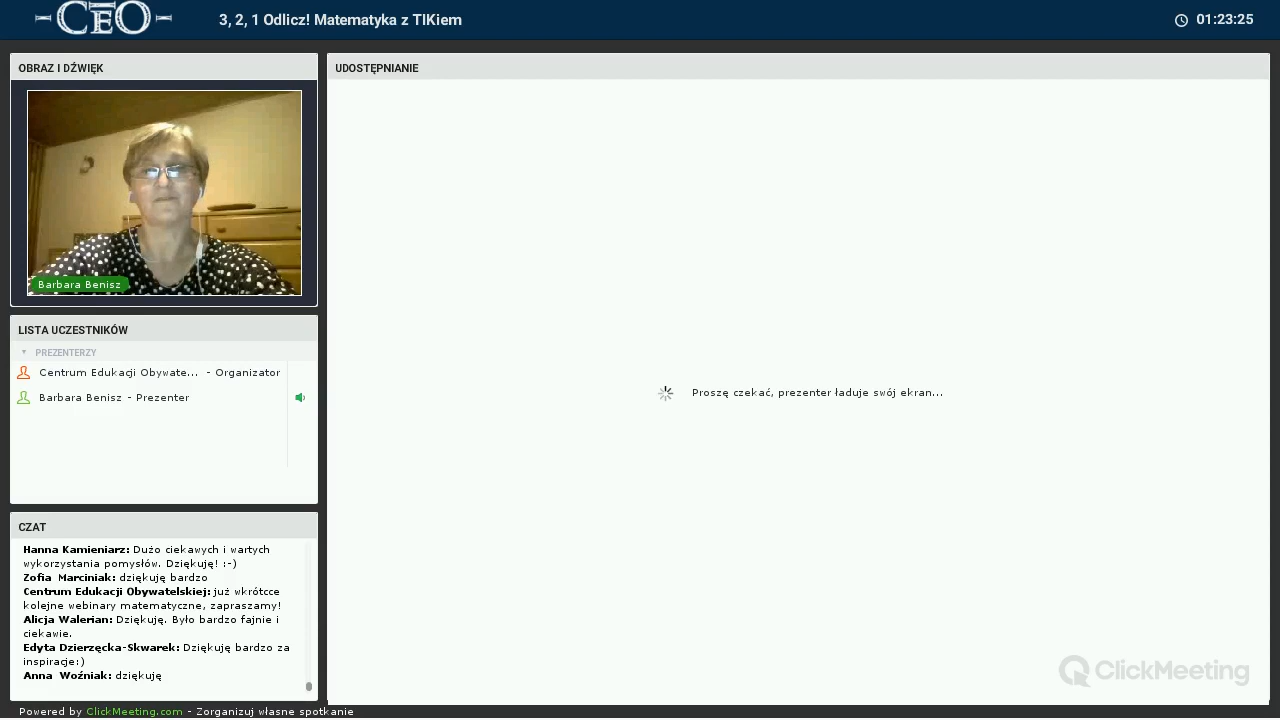 CEO
3, 2, 1 Odlicz! Matematyka z TIKiem
01:23:25
OBRAZ I DŹWIĘK
Barbara Benisz
LISTA UCZESTNIKÓW
PREZENTERZY
Centrum Edukacji Obywate... - Organizator
Barbara Benisz - Prezenter
CZAT
Hanna Kamieniarz: Dużo ciekawych i wartych
wykorzystania pomysłów. Dziękuję! :-)
Zofia Marciniak: dziękuję bardzo
Centrum Edukacji Obywatelskiej: już wkrótcce
kolejne webinary matematyczne, zapraszamy!
Alicja Walerian: Dziękuję. Było bardzo fajnie i
ciekawie.
Edyta Dzierzęcka-Skwarek: Dziękuję bardzo za
inspiracje:)
Anna Woźniak: dziękuję
UDOSTĘPNIANIE
Proszę czekać, prezenter ładuje swój ekran...
ClickMeeting
Powered by ClickMeeting.com - Zorganizuj własne spotkanie